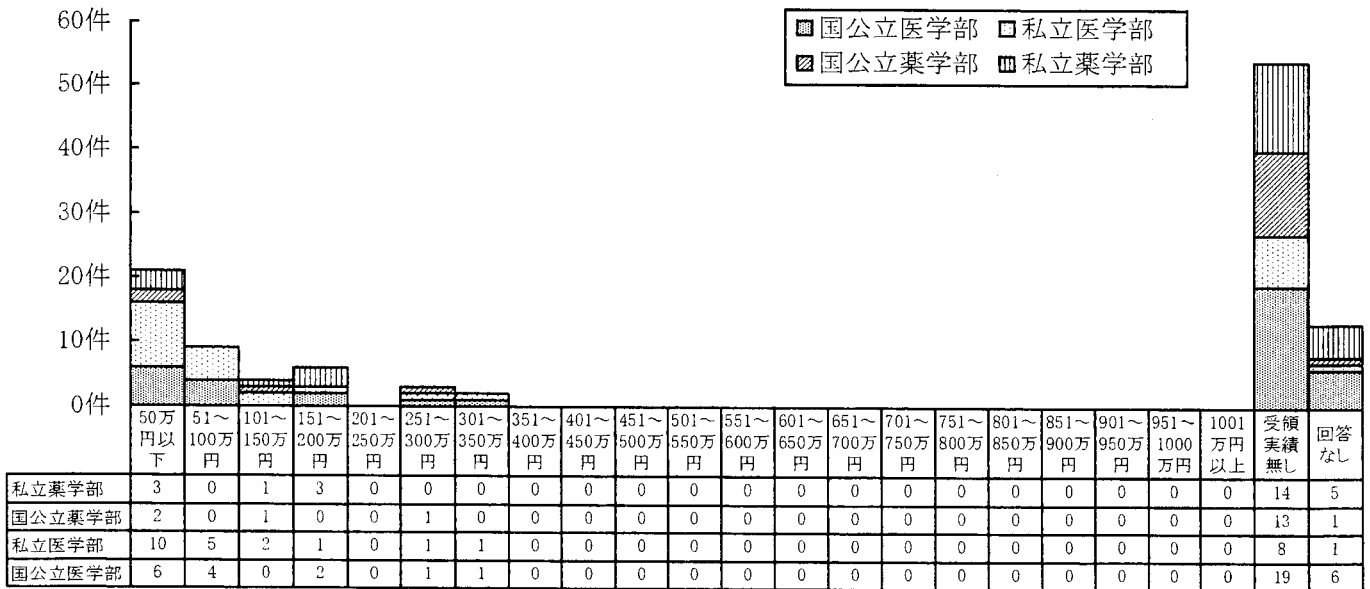 60件
50件
40件
30件
20件
10件
0件
国公立医学部 私立医学部
国公立薬学部 私立薬学部
50万円以下 51～100万円 101～150万円 151～200万円 201～250万円 251～300万円 301～350万円 351～400万円 401～450万円 451～500万円 501～550万円 551～600万円 601～650万円 651～700万円 701～750万円 751～800万円 801～850万円 851～900万円 901～950万円 951～1000万円 1001万円以上 受領実績無し 回答なし
私立薬学部 3 0 1 3 0 0 0 0 0 0 0 0 0 0 0 0 0 0 0 0 0 14 5
国公立薬学部 2 0 1 0 0 1 0 0 0 0 0 0 0 0 0 0 0 0 0 0 0 13 1
私立医学部 10 5 2 1 0 1 1 0 0 0 0 0 0 0 0 0 0 0 0 0 0 8 1
国公立医学部 6 4 0 2 0 1 1 0 0 0 0 0 0 0 0 0 0 0 0 0 0 19 6